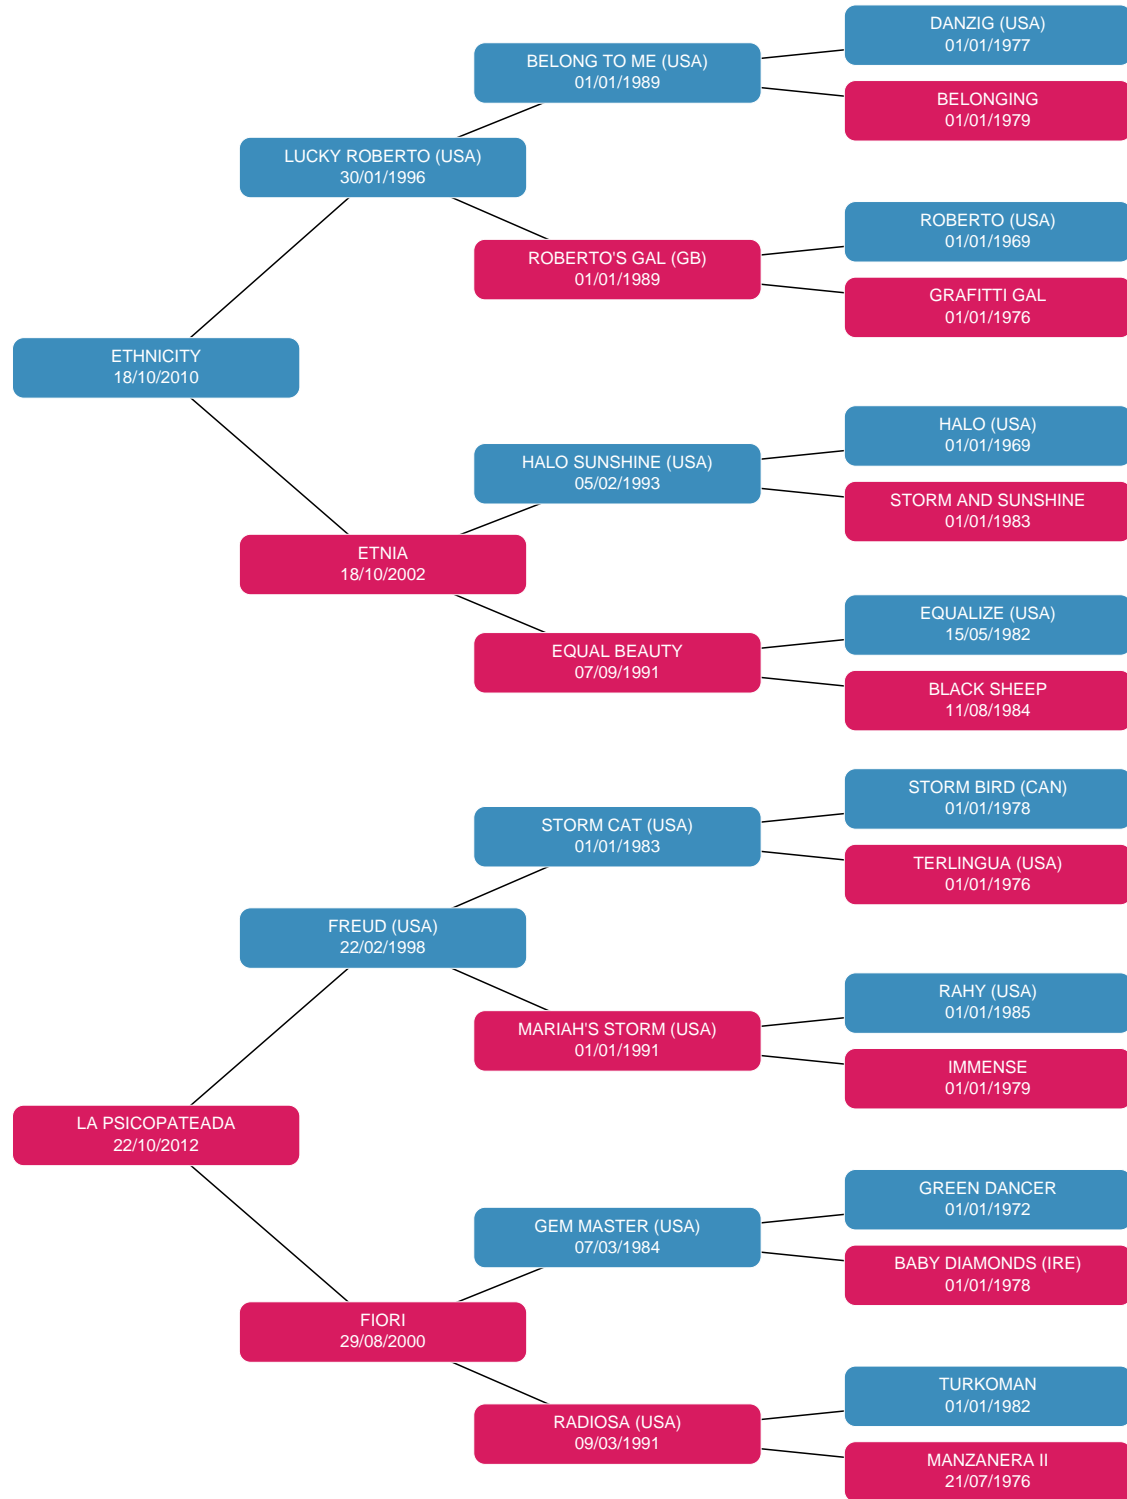 DANZIG (USA)
01/01/1977
BELONG TO ME (USA)
01/01/1989
BELONGING
01/01/1979
LUCKY ROBERTO (USA)
30/01/1996
ROBERTO (USA)
01/01/1969
ROBERTO'S GAL (GB)
01/01/1989
GRAFITTI GAL
01/01/1976
ETHNICITY
18/10/2010
HALO (USA)
01/01/1969
HALO SUNSHINE (USA)
05/02/1993
STORM AND SUNSHINE
01/01/1983
ETNIA
18/10/2002
EQUALIZE (USA)
15/05/1982
EQUAL BEAUTY
07/09/1991
BLACK SHEEP
11/08/1984
STORM BIRD (CAN)
01/01/1978
STORM CAT (USA)
01/01/1983
TERLINGUA (USA)
01/01/1976
FREUD (USA)
22/02/1998
RAHY (USA)
01/01/1985
MARIAH'S STORM (USA)
01/01/1991
IMMENSE
01/01/1979
LA PSICOPATEADA
22/10/2012
GREEN DANCER
01/01/1972
GEM MASTER (USA)
07/03/1984
BABY DIAMONDS (IRE)
01/01/1978
FIORI
29/08/2000
TURKOMAN
01/01/1982
RADIOSA (USA)
09/03/1991
MANZANERA II
21/07/1976